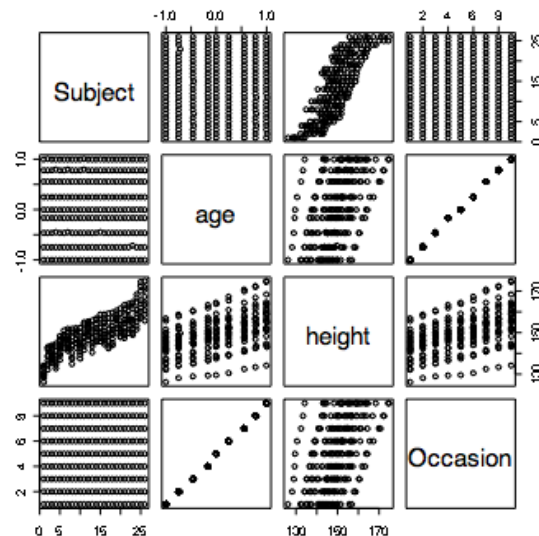 -1.0 0.0 1.0 2 4 6 8
Subject
0 5 15 25
-1.0 0.0 1.0
age
height
130 150 170
2 4 6 8
Occasion
0 5 15 25 130 150 170